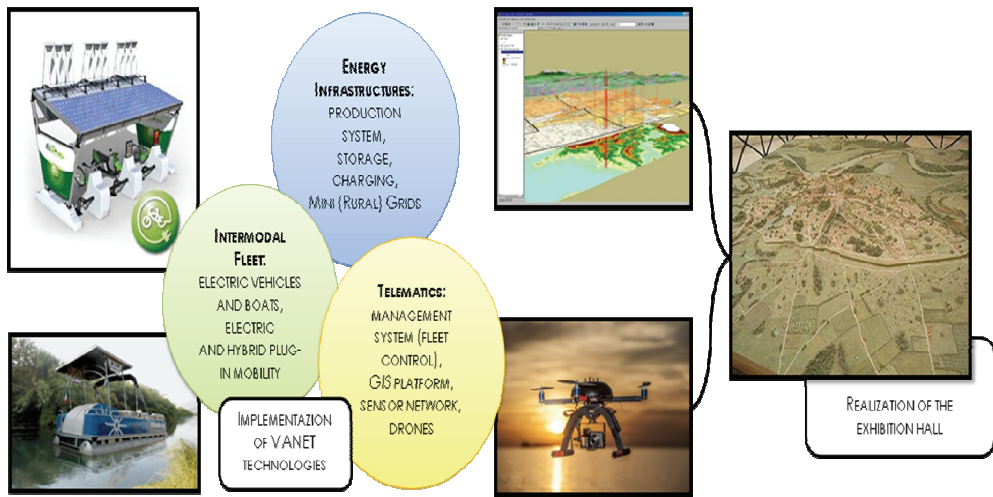 ENERGY
INFRASTRUCTURES:
PRODUCTION
SYSTEM,
STORAGE,
CHARGING,
MINI (RURAL) GRIDS
INTERMODAL
FLEET:
ELECTRIC VEHICLES
AND BOATS,
ELECTRIC
AND HYBRID PLUG-
IN MOBILITY
TELEMATICS:
MANAGEMENT
SYSTEM (FLEET
CONTROL),
GIS PLATFORM,
SENSOR NETWORK,
DRONES
IMPLEMENTAZION
OF VANET
TECHNOLOGIES
REALIZATION OF THE
EXHIBITION HALL